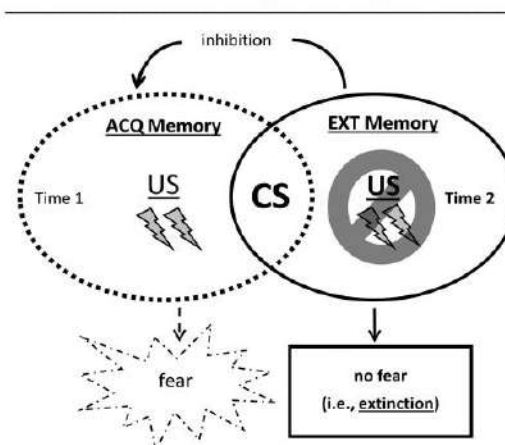 inhibition
ACQ Memory
EXT Memory
Time 1
US
CS
US
Time 2
fear
no fear
(i.e., extinction)